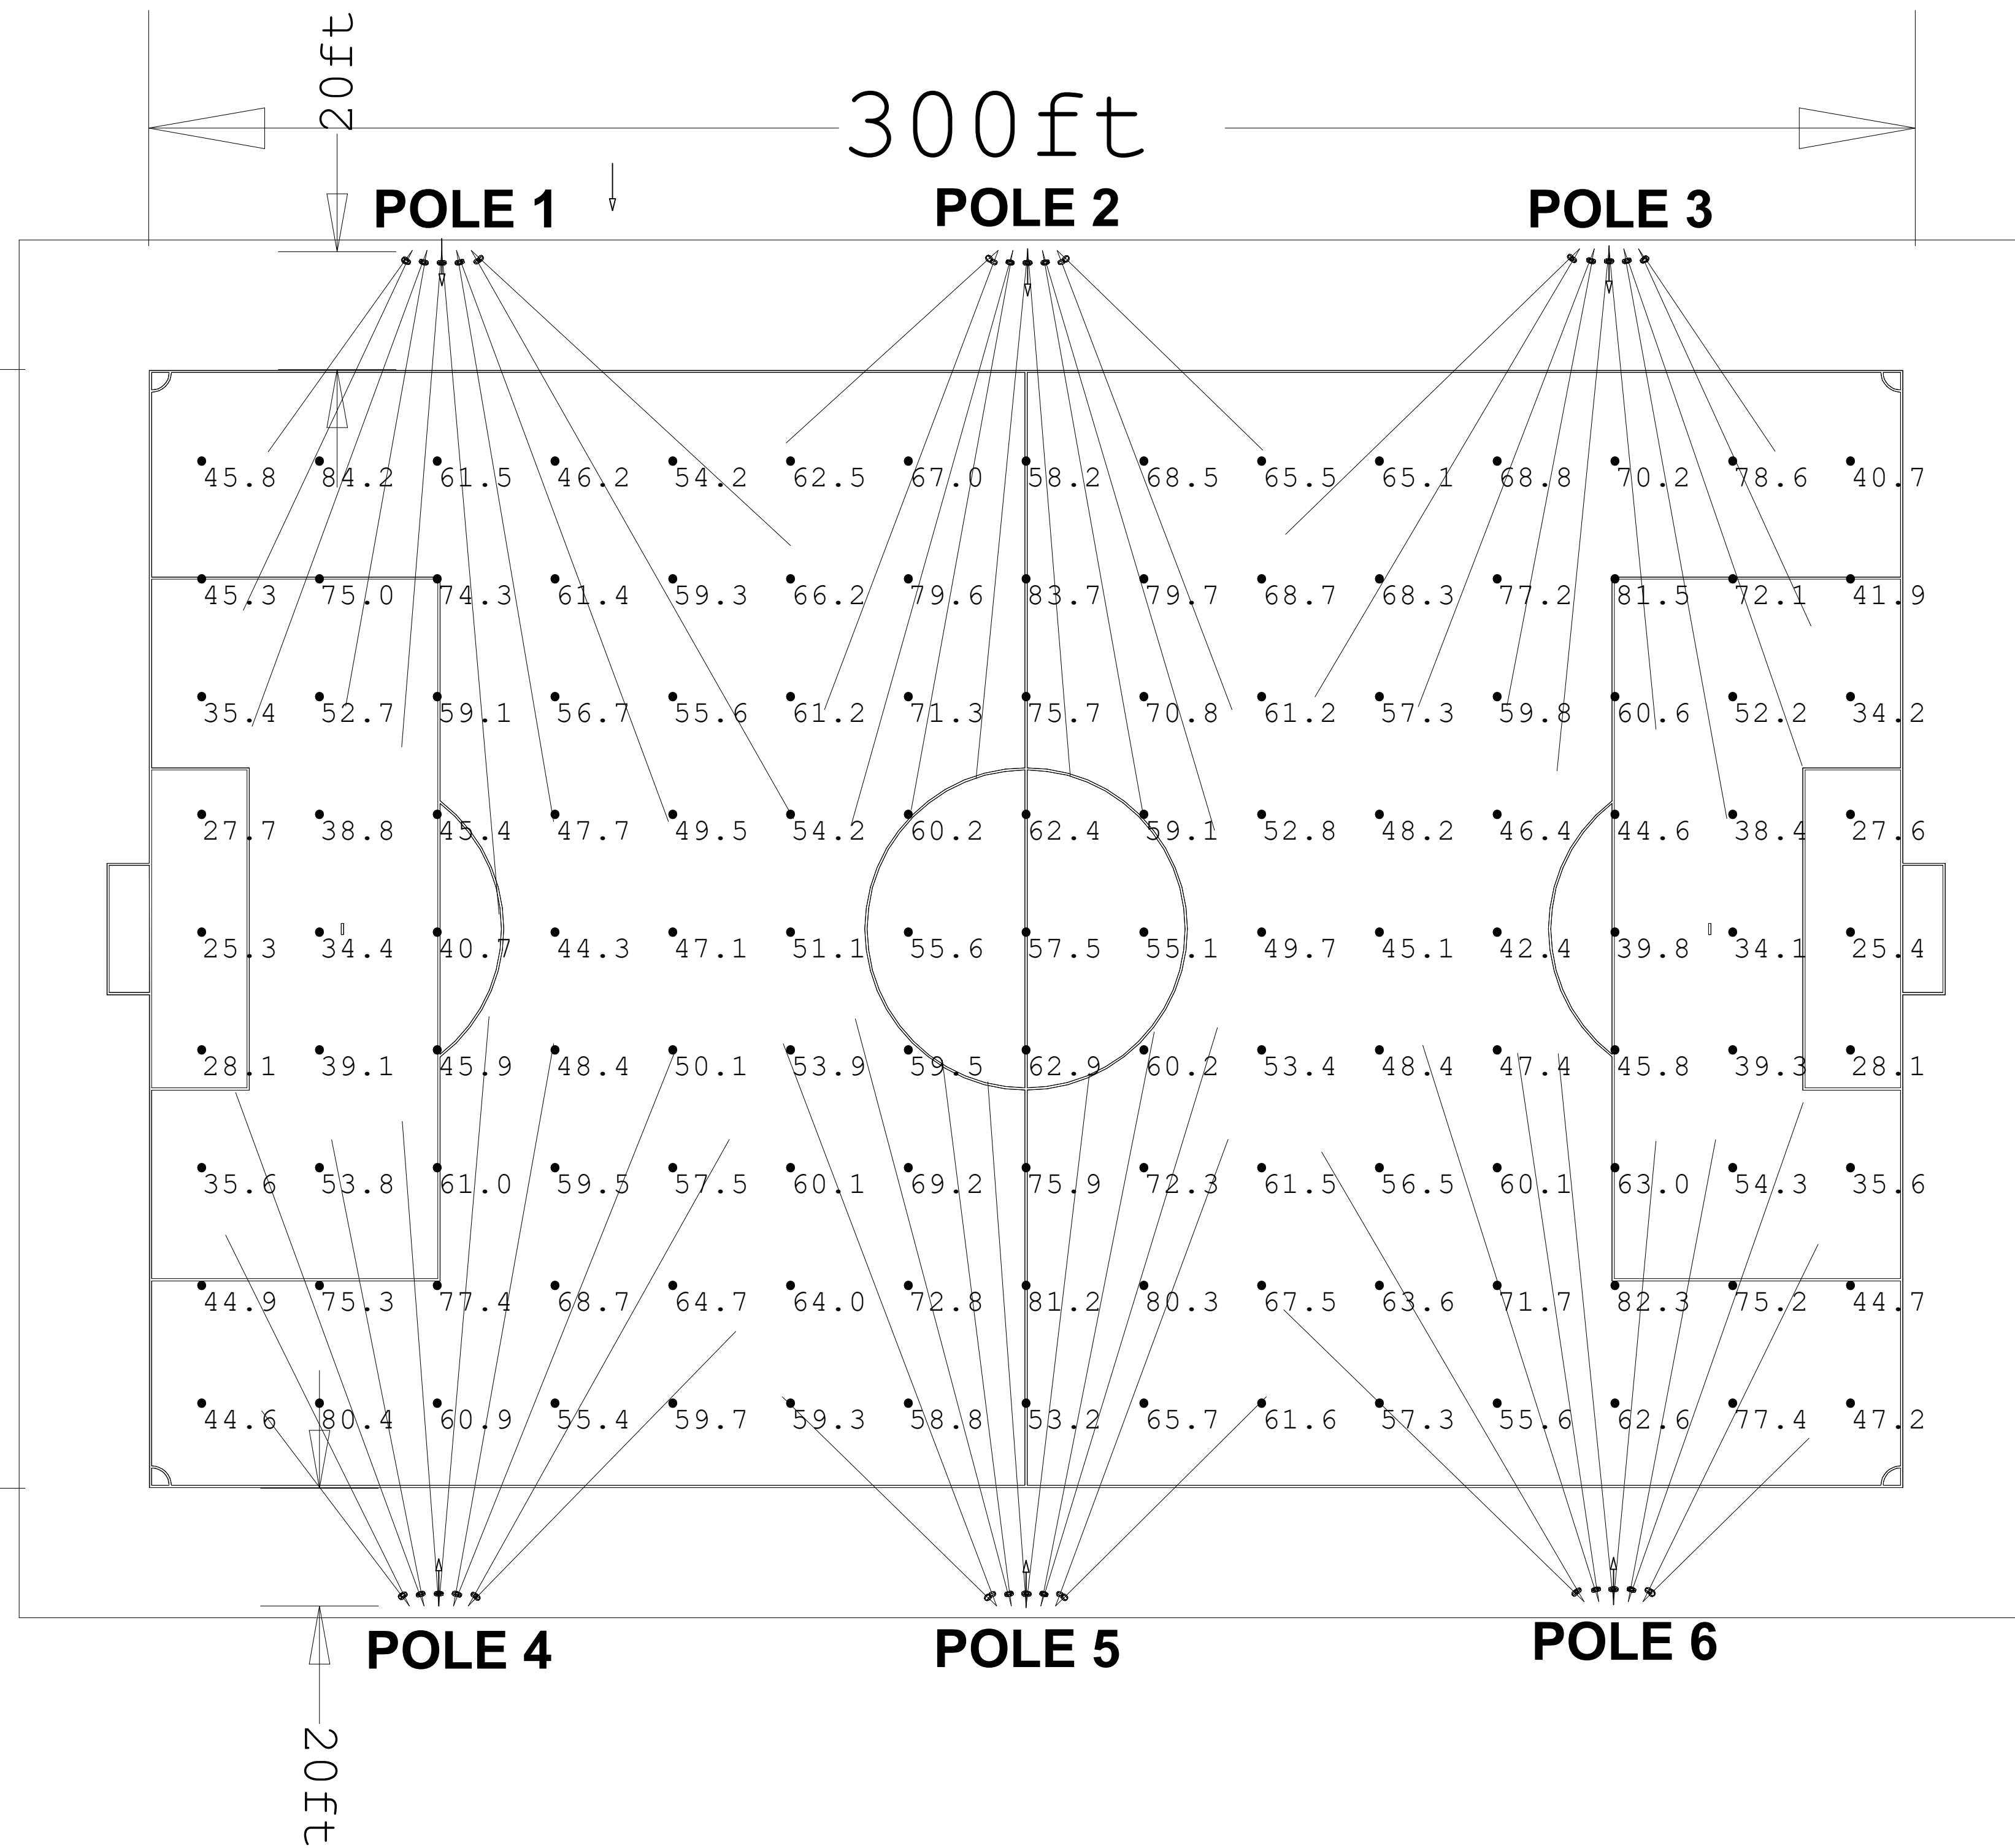 20ft
300ft
POLE 1 POLE 2 POLE 3
45.8 84.2 61.5 46.2 54.2 62.5 67.0 58.2 68.5 65.5 65.1 68.8 70.2 78.6 40.7
45.3 75.0 74.3 61.4 59.3 66.2 79.6 83.7 79.7 68.7 68.3 77.2 81.5 72.1 41.9
35.4 52.7 59.1 56.7 55.6 61.2 71.3 75.7 70.8 61.2 57.3 59.8 60.6 52.2 34.2
27.7 38.8 45.4 47.7 49.5 54.2 60.2 62.4 59.1 52.8 48.2 46.4 44.6 38.4 27.6
25.3 34.4 40.7 44.3 47.1 51.1 55.6 57.5 55.1 49.7 45.1 42.4 39.8 34.1 25.4
28.1 39.1 45.9 48.4 50.1 53.9 59.5 62.9 60.2 53.4 48.4 47.4 45.8 39.3 28.1
35.6 53.8 61.0 59.5 57.5 60.1 69.2 75.9 72.3 61.5 56.5 60.1 63.0 54.3 35.6
44.9 75.3 77.4 68.7 64.7 64.0 72.8 81.2 80.3 67.5 63.6 71.7 82.3 75.2 44.7
44.6 80.4 60.9 55.4 59.7 59.3 58.8 53.2 65.7 61.6 57.3 55.6 62.6 77.4 47.2
POLE 4 POLE 5 POLE 6
20ft